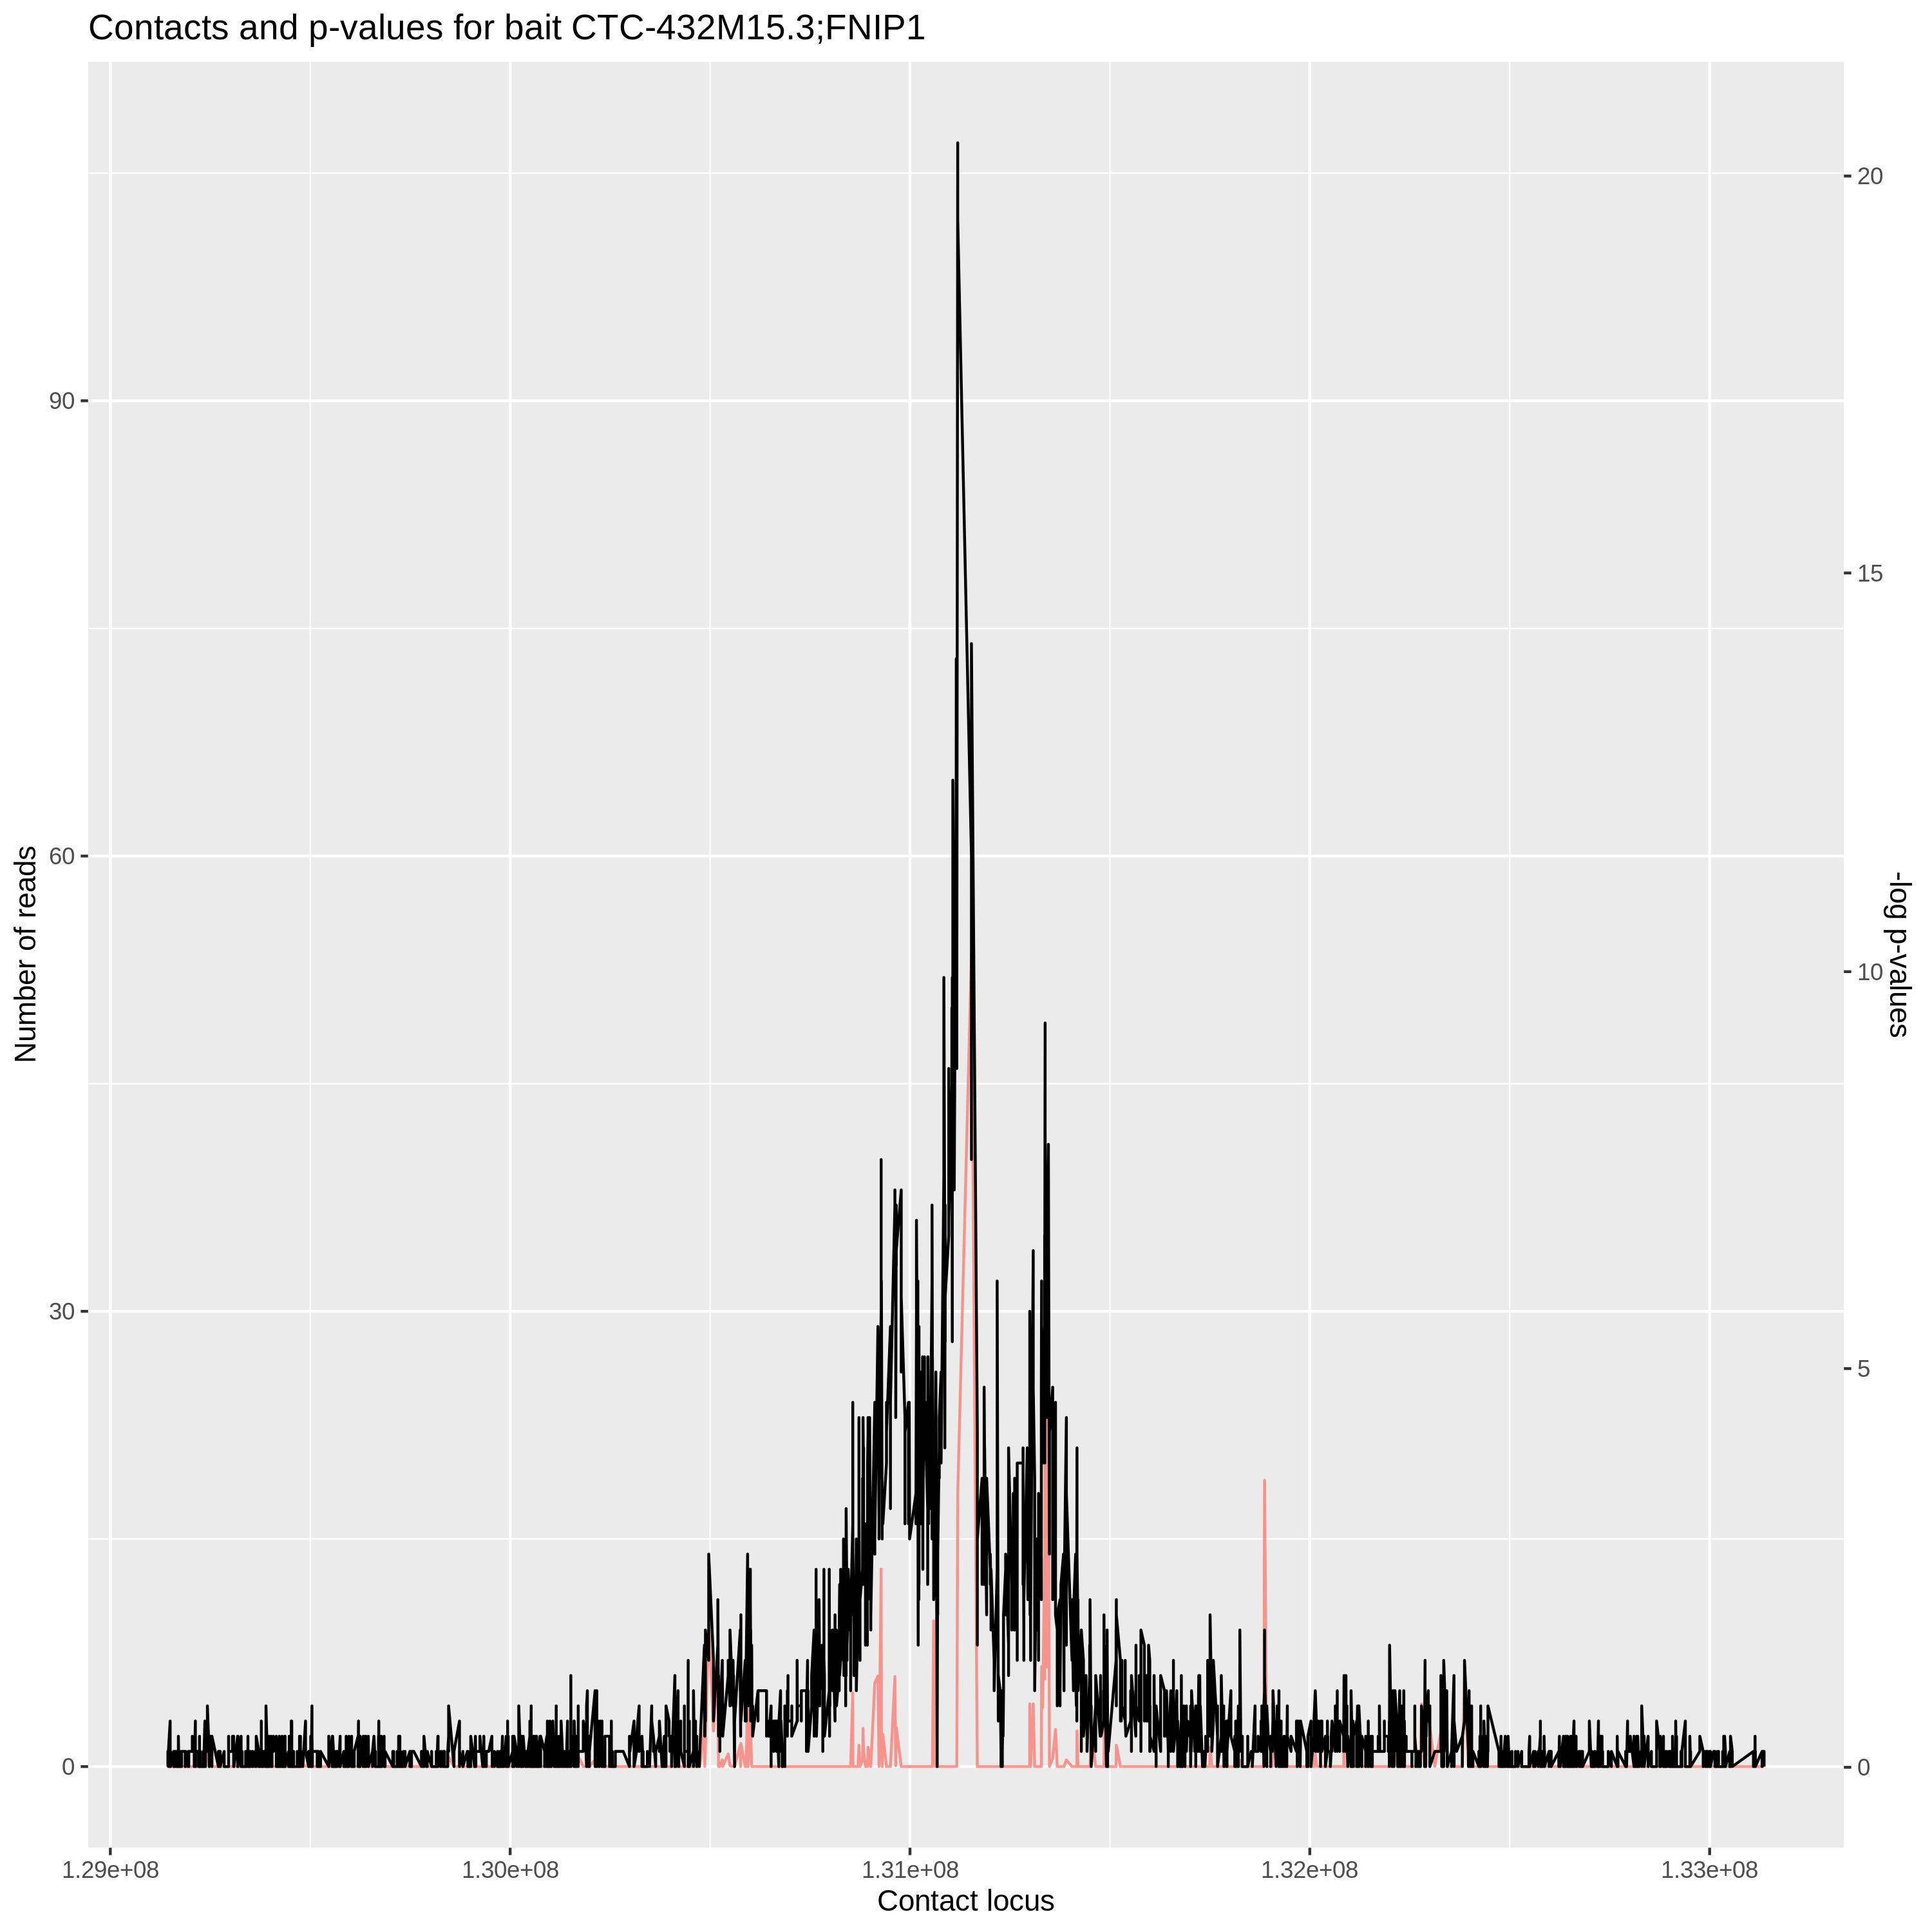 Contacts and p-values for bait CTC-432M15.3;FNIP1
Number of reads
90
60
30
0
20
15
10
5
0
-log p-values
1.29e+08
1.30e+08
1.31e+08
1.32e+08
1.33e+08
Contact locus